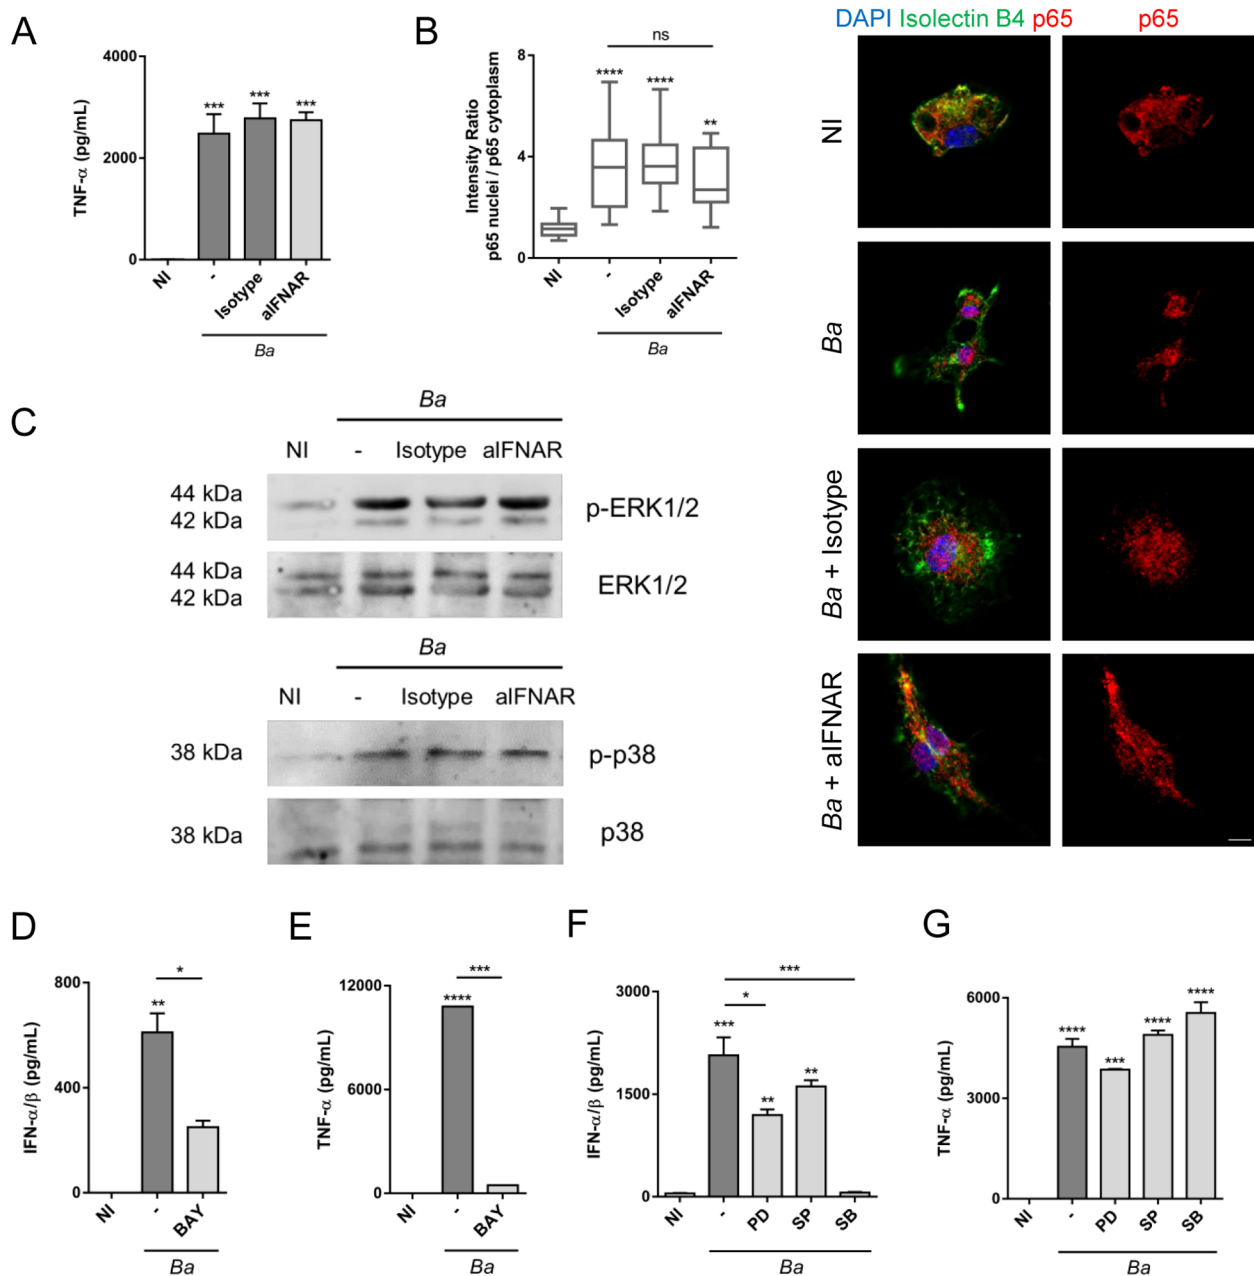 A
4000
2000
0
TNF-α (pg/mL)
***
***
***
NI
-
Isotype
aIFNAR
Ba
B
8
4
0
Intensity Ratio
p65 nuclei / p65 cytoplasm
ns
****
****
**
NI
-
Isotype
aIFNAR
Ba
DAPI Isolectin B4 p65
p65
NI
Ba
Ba + Isotype
Ba + aIFNAR
C
Ba
NI - Isotype aIFNAR
44 kDa
42 kDa
p-ERK1/2
44 kDa
42 kDa
ERK1/2
Ba
NI - Isotype aIFNAR
38 kDa
p-p38
38 kDa
p38
D
800
400
0
IFN-α/β (pg/mL)
*
**
NI
-
BAY
Ba
E
12000
6000
0
TNF-α (pg/mL)
***
****
NI
-
BAY
Ba
F
3000
1500
0
IFN-α/β (pg/mL)
***
*
***
**
**
NI
-
PD
SP
SB
Ba
G
6000
3000
0
TNF-α (pg/mL)
****
***
****
****
NI
-
PD
SP
SB
Ba